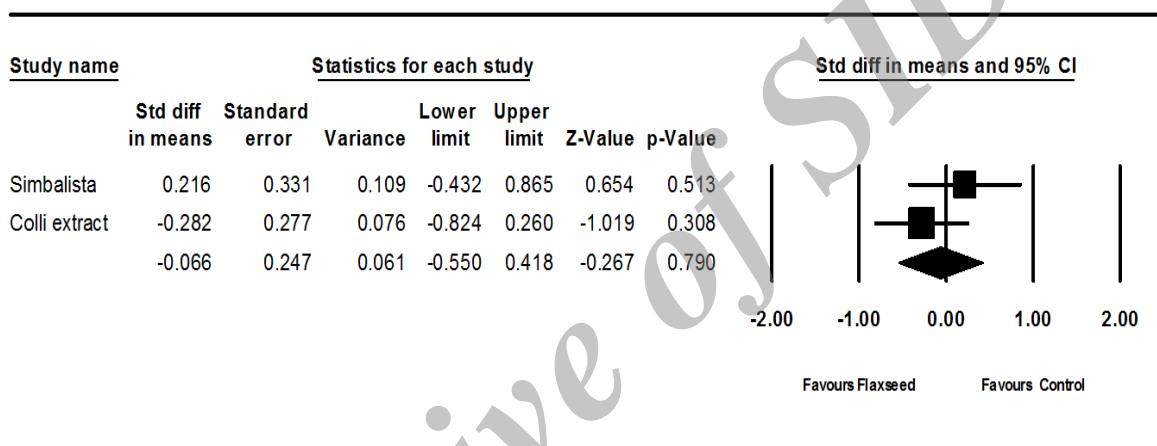 Study name Statistics for each study Std diff in means and 95% CI
Std diff Standard Lower Upper
in means error Variance limit limit Z-Value p-Value
Simbalista 0.216 0.331 0.109 -0.432 0.865 0.654 0.513
Colli extract -0.282 0.277 0.076 -0.824 0.260 -1.019 0.308
-0.066 0.247 0.061 -0.550 0.418 -0.267 0.790
-2.00 -1.00 0.00 1.00 2.00
Favours Flaxseed Favours Control
ive of SI